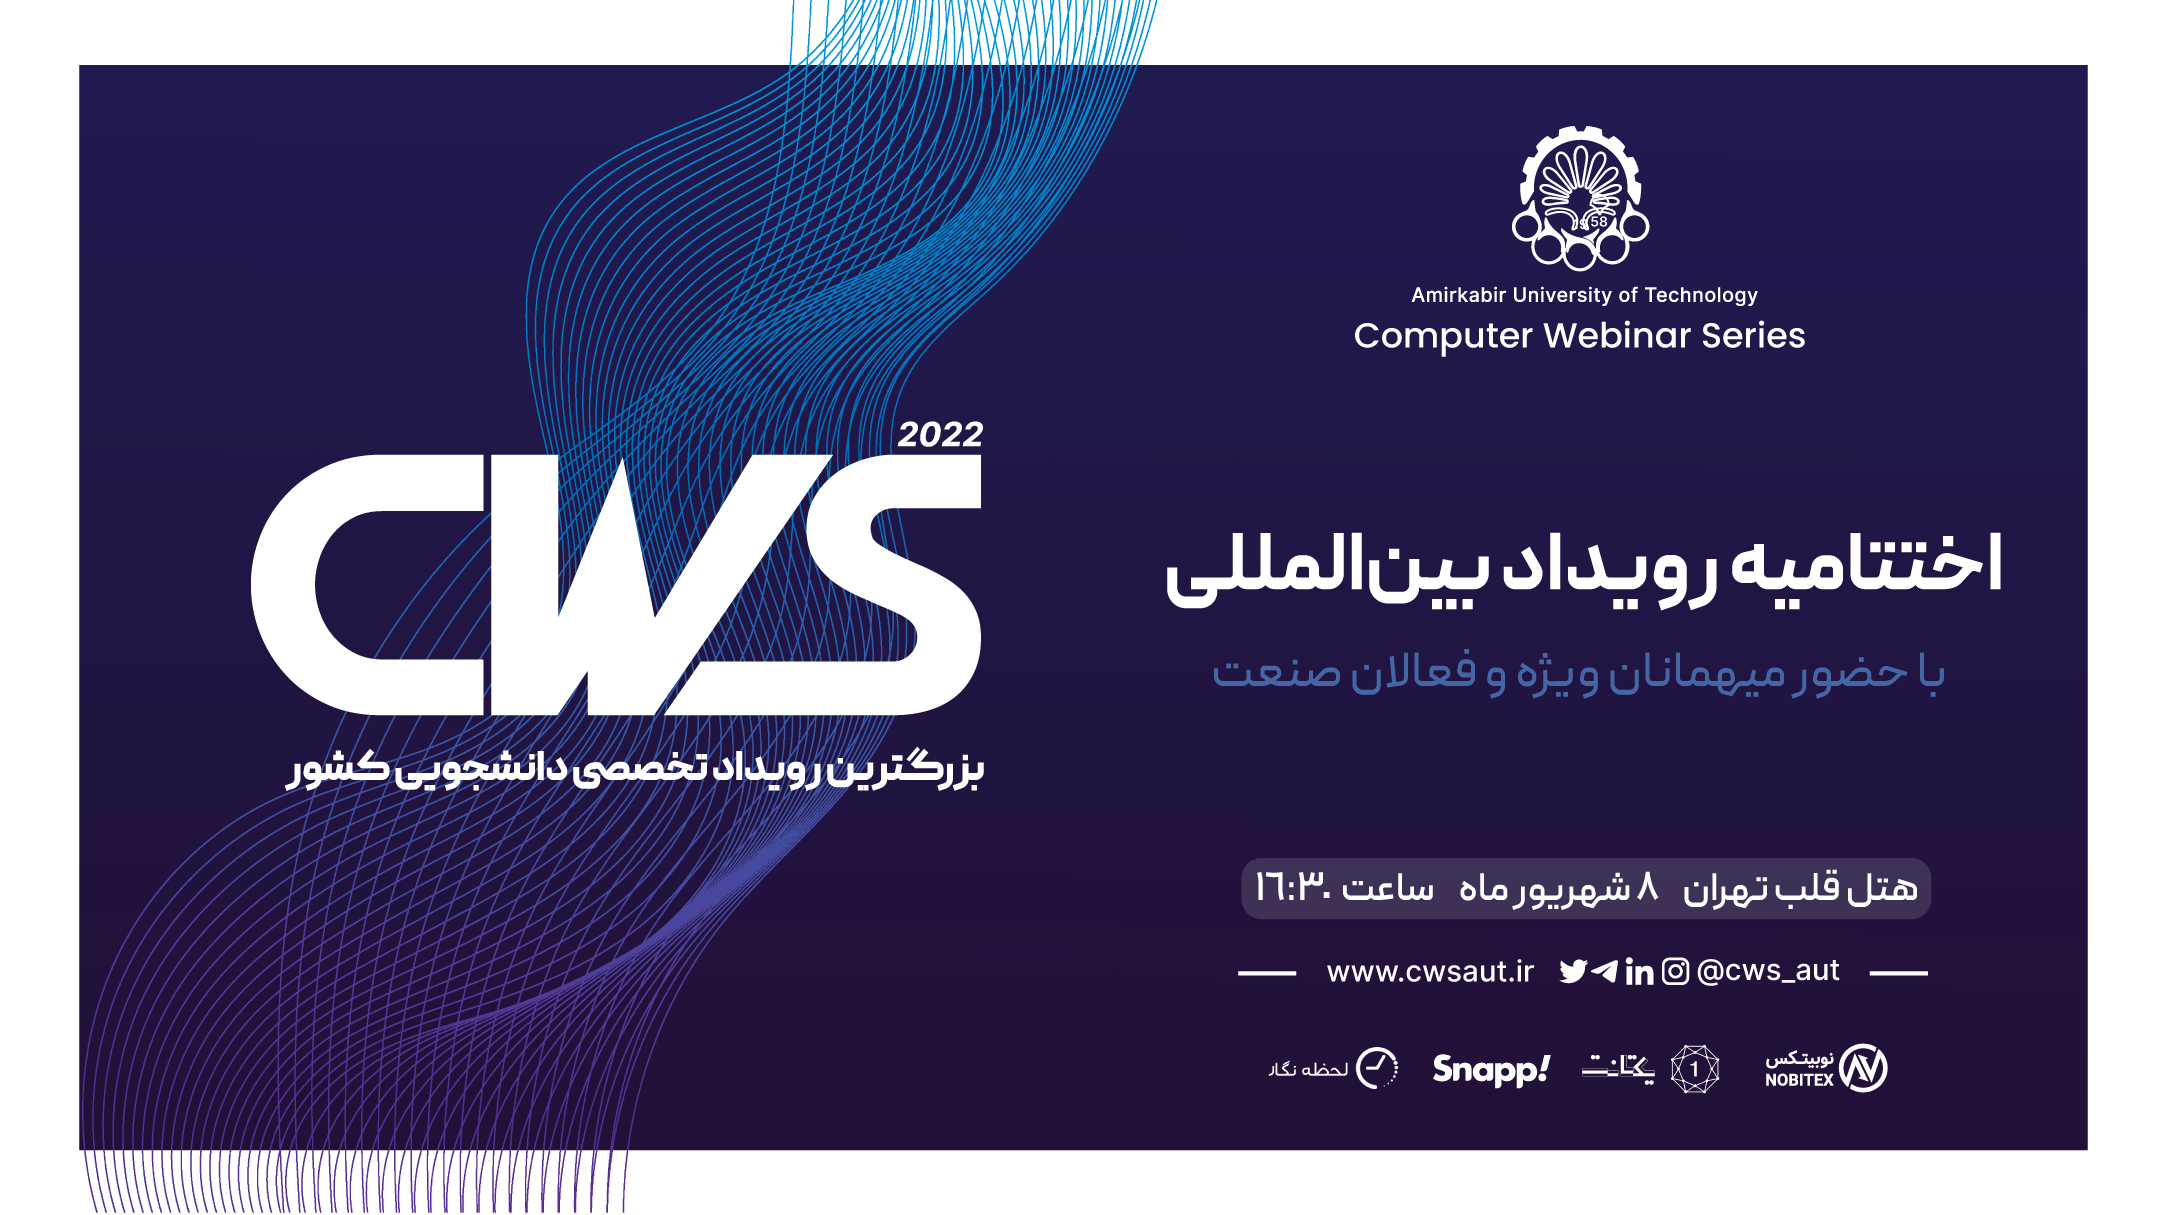 1958
Amirkabir University of Technology
Computer Webinar Series
2022
CWS
بزرگترین رویداد تخصصی دانشجویی کشور
اختتامیه رویداد بین‌المللی
با حضور میهمانان ویژه و فعالان صنعت
هتل قلب تهران ۸ شهریور ماه ساعت ۱٦:۳۰
www.cwsaut.ir @cws_aut
نوبیتکس
NOBITEX
1 یکتانت
Snapp!
لحظه نگار